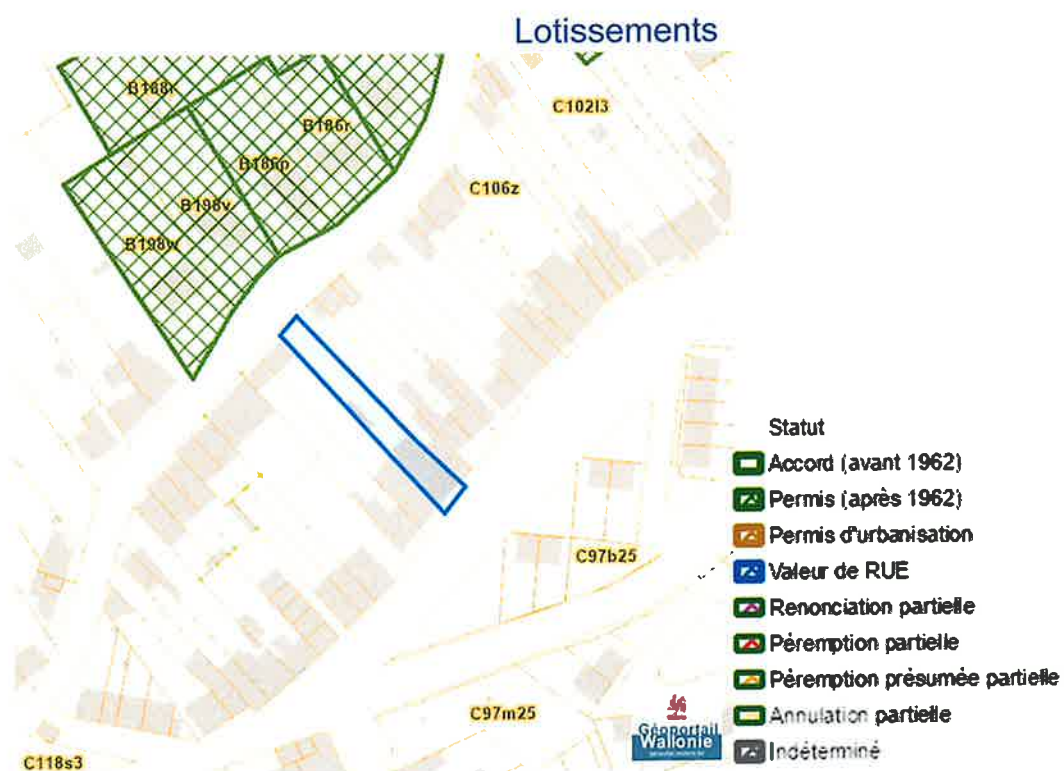 Lotissements
B188r
C102l3
B186r
B186p
C106z
B198v
B198w
Statut
Accord (avant 1962)
Permis (après 1962)
Permis d'urbanisation
C97b25
Valeur de RUE
Renonciation partielle
Péremption partielle
Péremption présumée partielle
C97m25
Annulation partielle
Géoportail
Wallonie
Indéterminé
C118s3